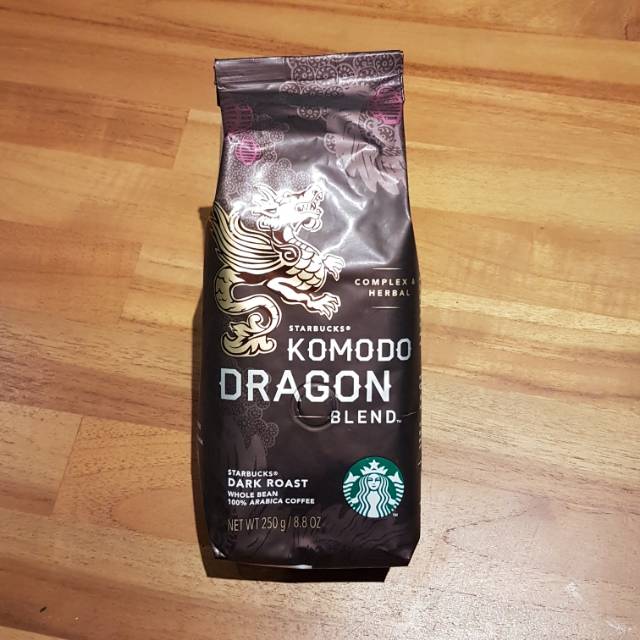 COMPLEX &
HERBAL
STARBUCKS®
KOMODO
DRAGON
BLEND™
STARBUCKS®
DARK ROAST
WHOLE BEAN
100% ARABICA COFFEE
NET WT 250 g / 8.8 OZ